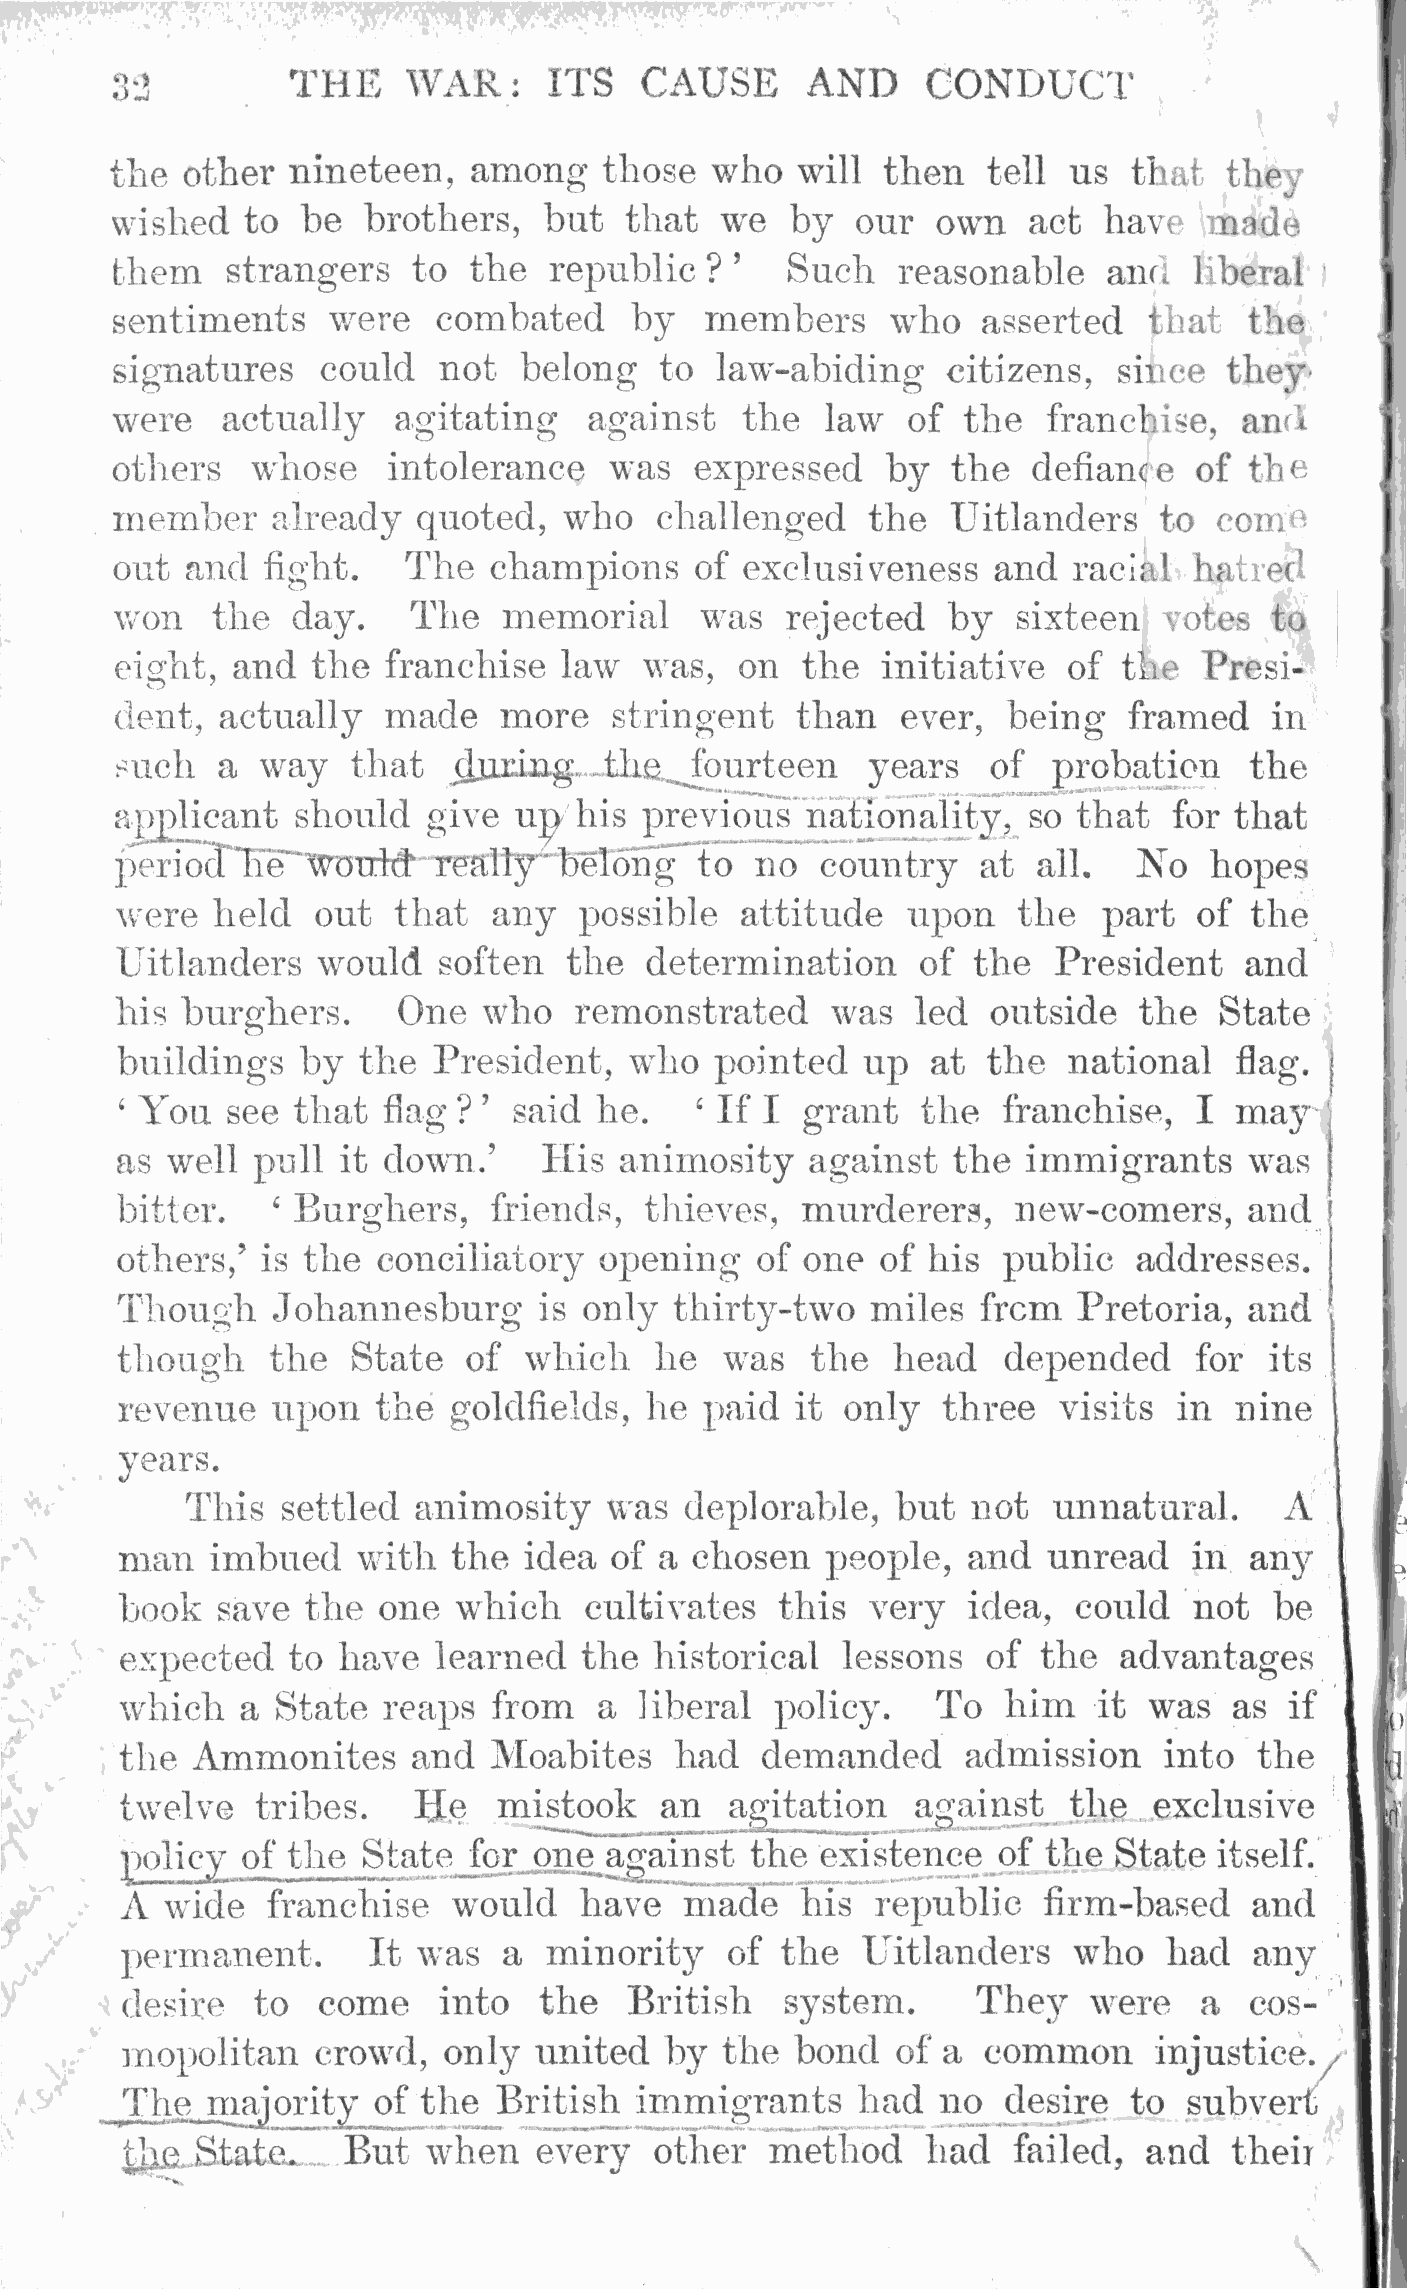 32 THE WAR: ITS CAUSE AND CONDUCT
the other nineteen, among those who will then tell us that they
wished to be brothers, but that we by our own act have made
them strangers to the republic?' Such reasonable and liberal
sentiments were combated by members who asserted that the
signatures could not belong to law-abiding citizens, since they
were actually agitating against the law of the franchise, and
others whose intolerance was expressed by the defiance of the
member already quoted, who challenged the Uitlanders to come
out and fight. The champions of exclusiveness and racial hatred
won the day. The memorial was rejected by sixteen votes to
eight, and the franchise law was, on the initiative of the Presi-
dent, actually made more stringent than ever, being framed in
such a way that during the fourteen years of probation the
applicant should give up his previous nationality, so that for that
period he would really belong to no country at all. No hopes
were held out that any possible attitude upon the part of the
Uitlanders would soften the determination of the President and
his burghers. One who remonstrated was led outside the State
buildings by the President, who pointed up at the national flag.
'You see that flag?' said he. 'If I grant the franchise, I may
as well pull it down.' His animosity against the immigrants was
bitter. 'Burghers, friends, thieves, murderers, new-comers, and
others,' is the conciliatory opening of one of his public addresses.
Though Johannesburg is only thirty-two miles from Pretoria, and
though the State of which he was the head depended for its
revenue upon the goldfields, he paid it only three visits in nine
years.
This settled animosity was deplorable, but not unnatural. A
man imbued with the idea of a chosen people, and unread in any
book save the one which cultivates this very idea, could not be
expected to have learned the historical lessons of the advantages
which a State reaps from a liberal policy. To him it was as if
the Ammonites and Moabites had demanded admission into the
twelve tribes. He mistook an agitation against the exclusive
policy of the State for one against the existence of the State itself.
A wide franchise would have made his republic firm-based and
permanent. It was a minority of the Uitlanders who had any
desire to come into the British system. They were a cos-
mopolitan crowd, only united by the bond of a common injustice.
The majority of the British immigrants had no desire to subvert
the State. But when every other method had failed, and their